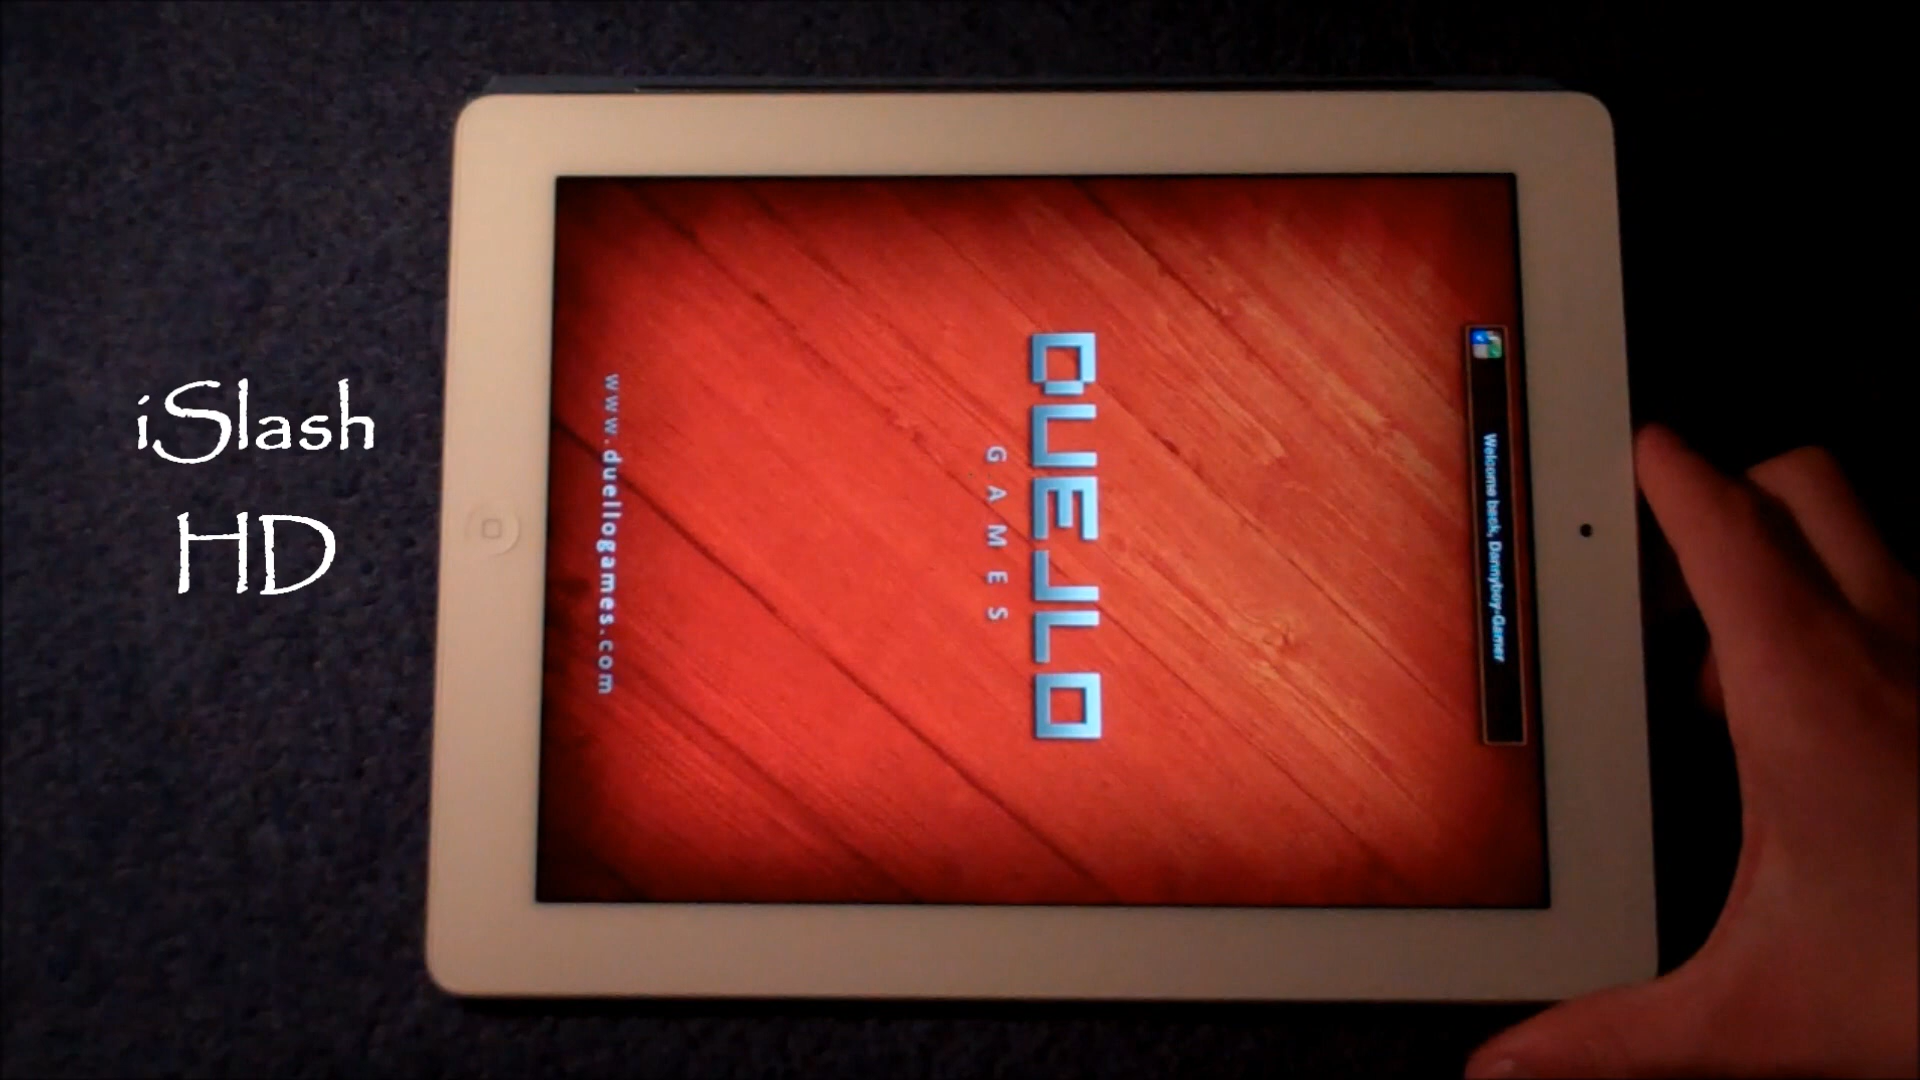 iSlash
HD
Welcome back, Dannyboy-Gamer
DUELLO
GAMES
www.duellogames.com